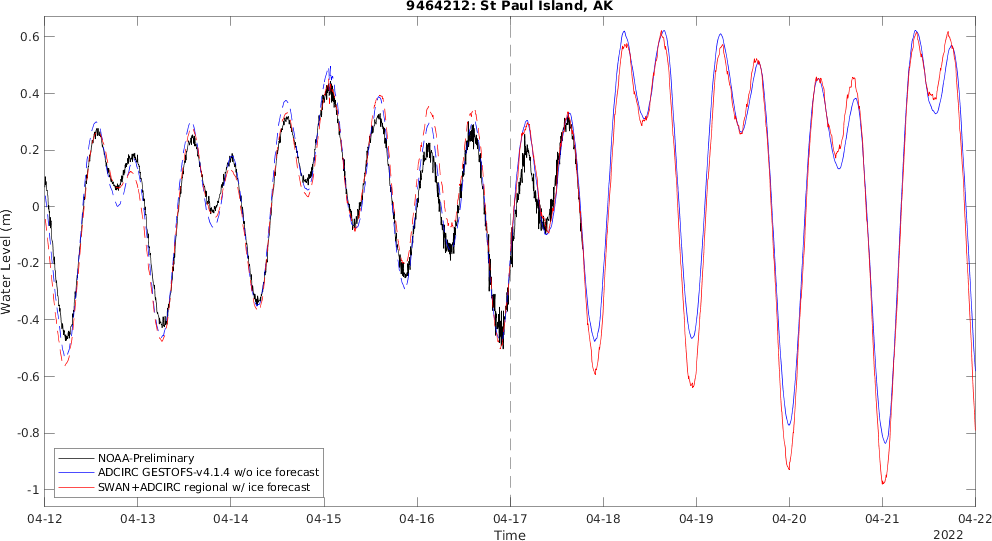 9464212: St Paul Island, AK
0.6
0.4
0.2
0
-0.2
-0.4
-0.6
-0.8
-1
Water Level (m)
NOAA-Preliminary
ADCIRC GESTOFS-v4.1.4 w/o ice forecast
SWAN+ADCIRC regional w/ ice forecast
04-12 04-13 04-14 04-15 04-16 04-17 04-18 04-19 04-20 04-21 04-22
Time
2022